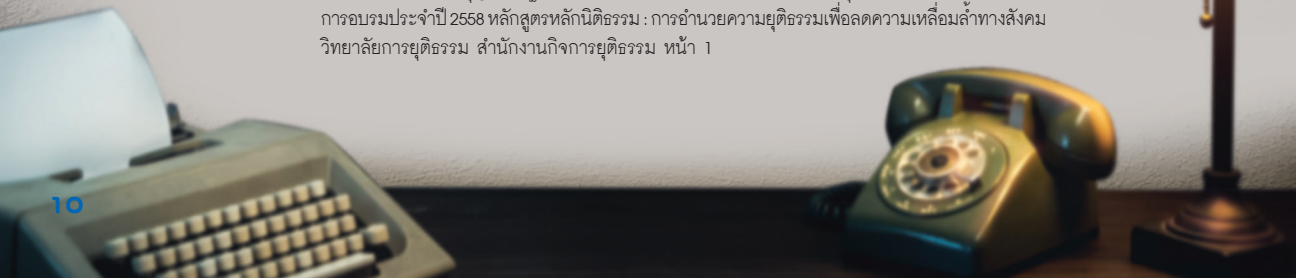 การอบรมประจำปี 2558 หลักสูตรหลักนิติธรรม : การอำนวยความยุติธรรมเพื่อลดความเหลื่อมล้ำทางสังคม
วิทยาลัยการยุติธรรม สำนักงานกิจการยุติธรรม หน้า 1
10